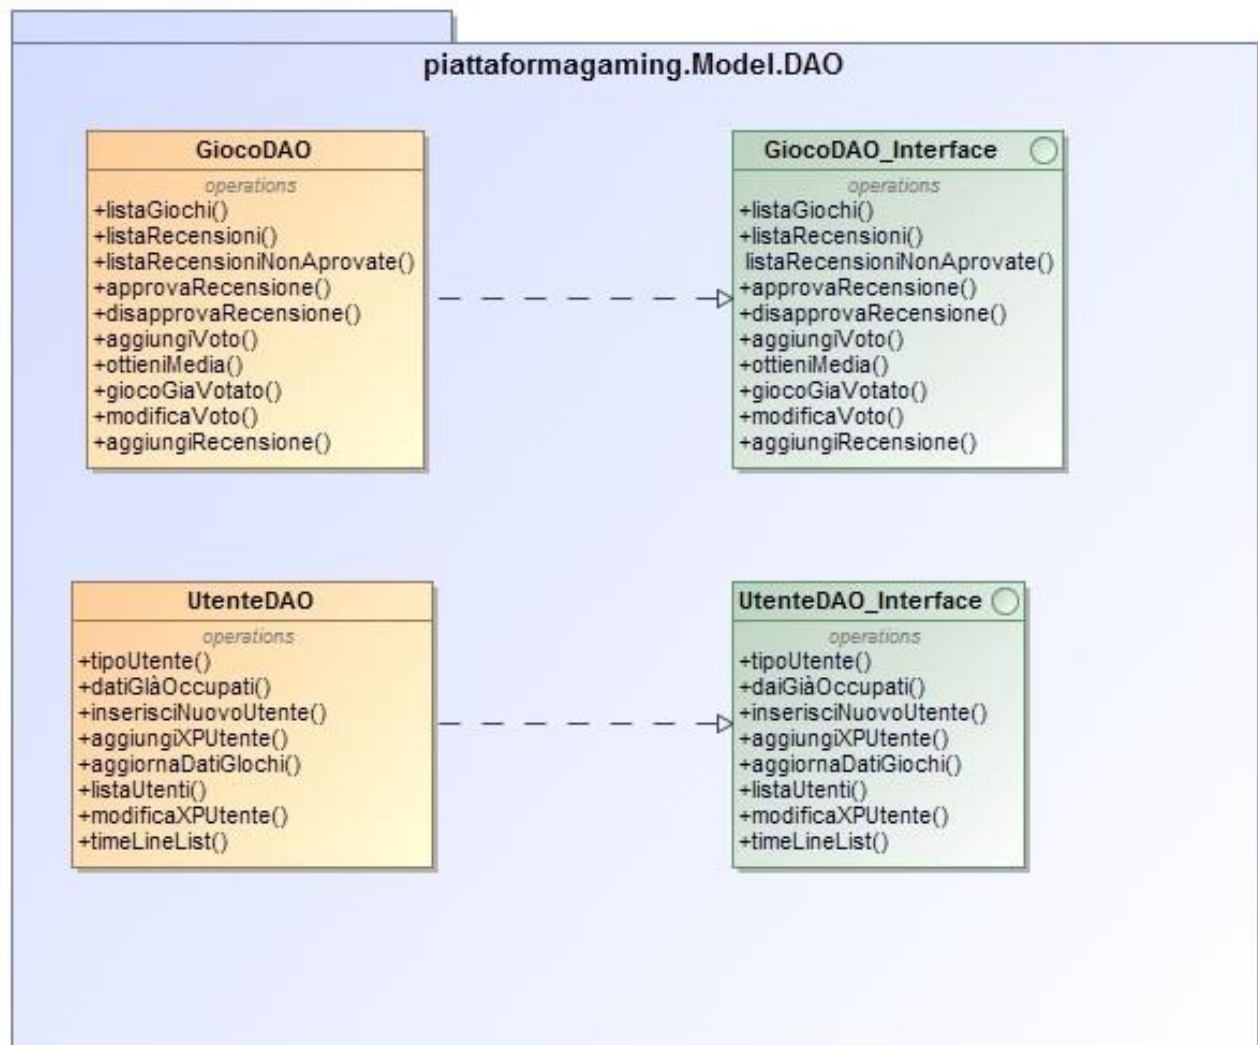 piattaformagaming.Model.DAO
GiocoDAO
operations
+listaGiochi()
+listaRecensioni()
+listaRecensioniNonAprovate()
+approvaRecensione()
+disapprovaRecensione()
+aggiungiVoto()
+ottieniMedia()
+giocoGiaVotato()
+modificaVoto()
+aggiungiRecensione()
GiocoDAO_Interface
operations
+listaGiochi()
+listaRecensioni()
listaRecensioniNonAprovate()
+approvaRecensione()
+disapprovaRecensione()
+aggiungiVoto()
+ottieniMedia()
+giocoGiaVotato()
+modificaVoto()
+aggiungiRecensione()
UtenteDAO
operations
+tipoUtente()
+datiGlàOccupati()
+inserisciNuovoUtente()
+aggiungiXPUtente()
+aggiornaDatiGlochi()
+listaUtenti()
+modificaXPUtente()
+timeLineList()
UtenteDAO_Interface
operations
+tipoUtente()
+daiGiàOccupati()
+inserisciNuovoUtente()
+aggiungiXPUtente()
+aggiornaDatiGiochi()
+listaUtenti()
+modificaXPUtente()
+timeLineList()